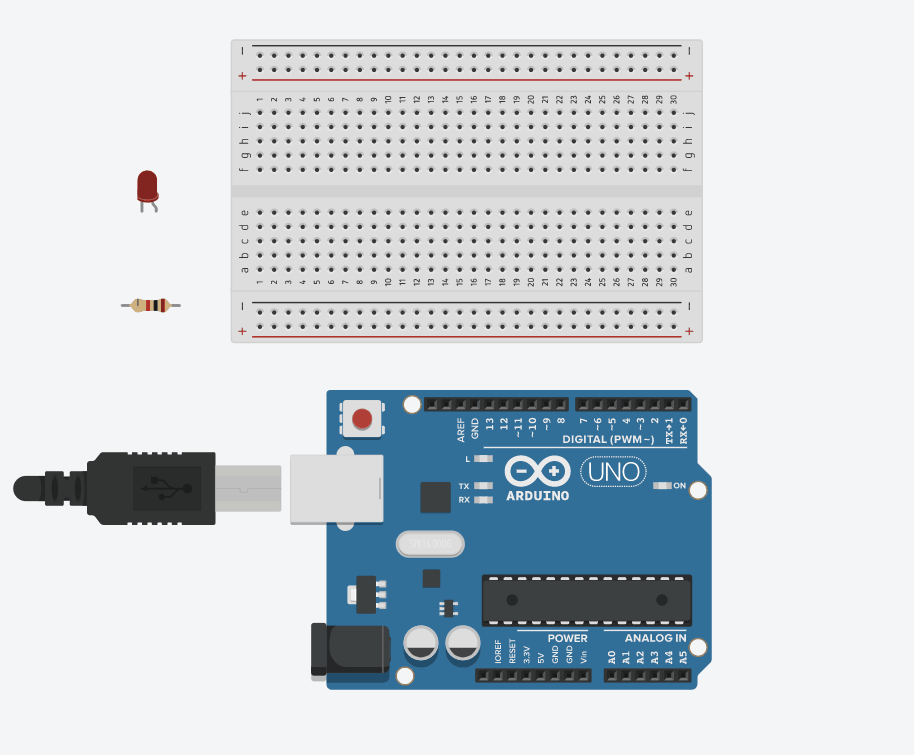 − −
+ +
1 2 3 4 5 6 7 8 9 10 11 12 13 14 15 16 17 18 19 20 21 22 23 24 25 26 27 28 29 30
j j
i i
h h
g g
f f
e e
d d
c c
b b
a a
1 2 3 4 5 6 7 8 9 10 11 12 13 14 15 16 17 18 19 20 21 22 23 24 25 26 27 28 29 30
− −
+ +
AREF GND 13 12 ~11 ~10 ~9 8 7 ~6 ~5 4 ~3 2 TX→1 RX←0
DIGITAL (PWM~)
L
TX
RX
UNO
ON
ARDUINO
POWER ANALOG IN
IOREF RESET 3.3V 5V GND GND Vin A0 A1 A2 A3 A4 A5